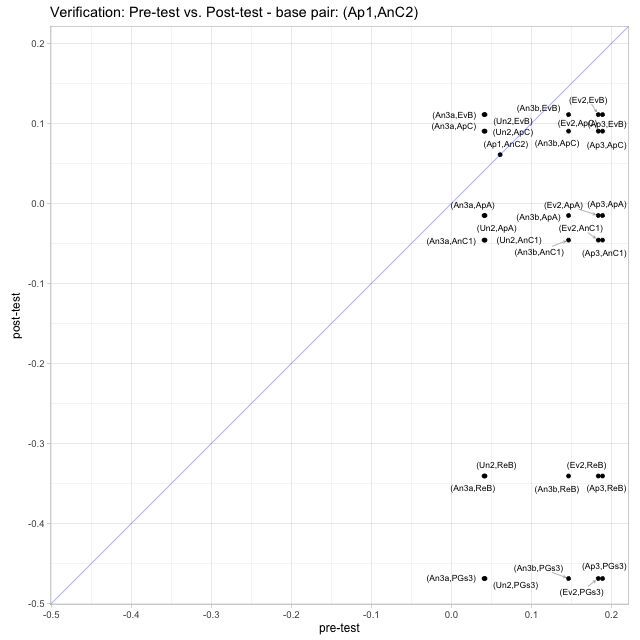 Verification: Pre-test vs. Post-test - base pair: (Ap1,AnC2)
0.2
(Ev2,EvB)
(An3b,EvB)
(An3a,EvB)
(Un2,EvB)
(Ev2,ApC)
(Ap3,EvB)
0.1
(An3a,ApC)
(Un2,ApC)
(Ap1,AnC2)
(An3b,ApC)
(Ap3,ApC)
0.0
(An3a,ApA)
(Ev2,ApA)
(Ap3,ApA)
(An3b,ApA)
(Un2,ApA)
(Ev2,AnC1)
(An3a,AnC1)
(Un2,AnC1)
(An3b,AnC1)
(Ap3,AnC1)
-0.1
post-test
-0.2
-0.3
(Un2,ReB)
(Ev2,ReB)
(An3a,ReB)
(An3b,ReB)
(Ap3,ReB)
-0.4
(An3b,PGs3)
(Ap3,PGs3)
(An3a,PGs3)
(Un2,PGs3)
(Ev2,PGs3)
-0.5
-0.5 -0.4 -0.3 -0.2 -0.1 0.0 0.1 0.2
pre-test